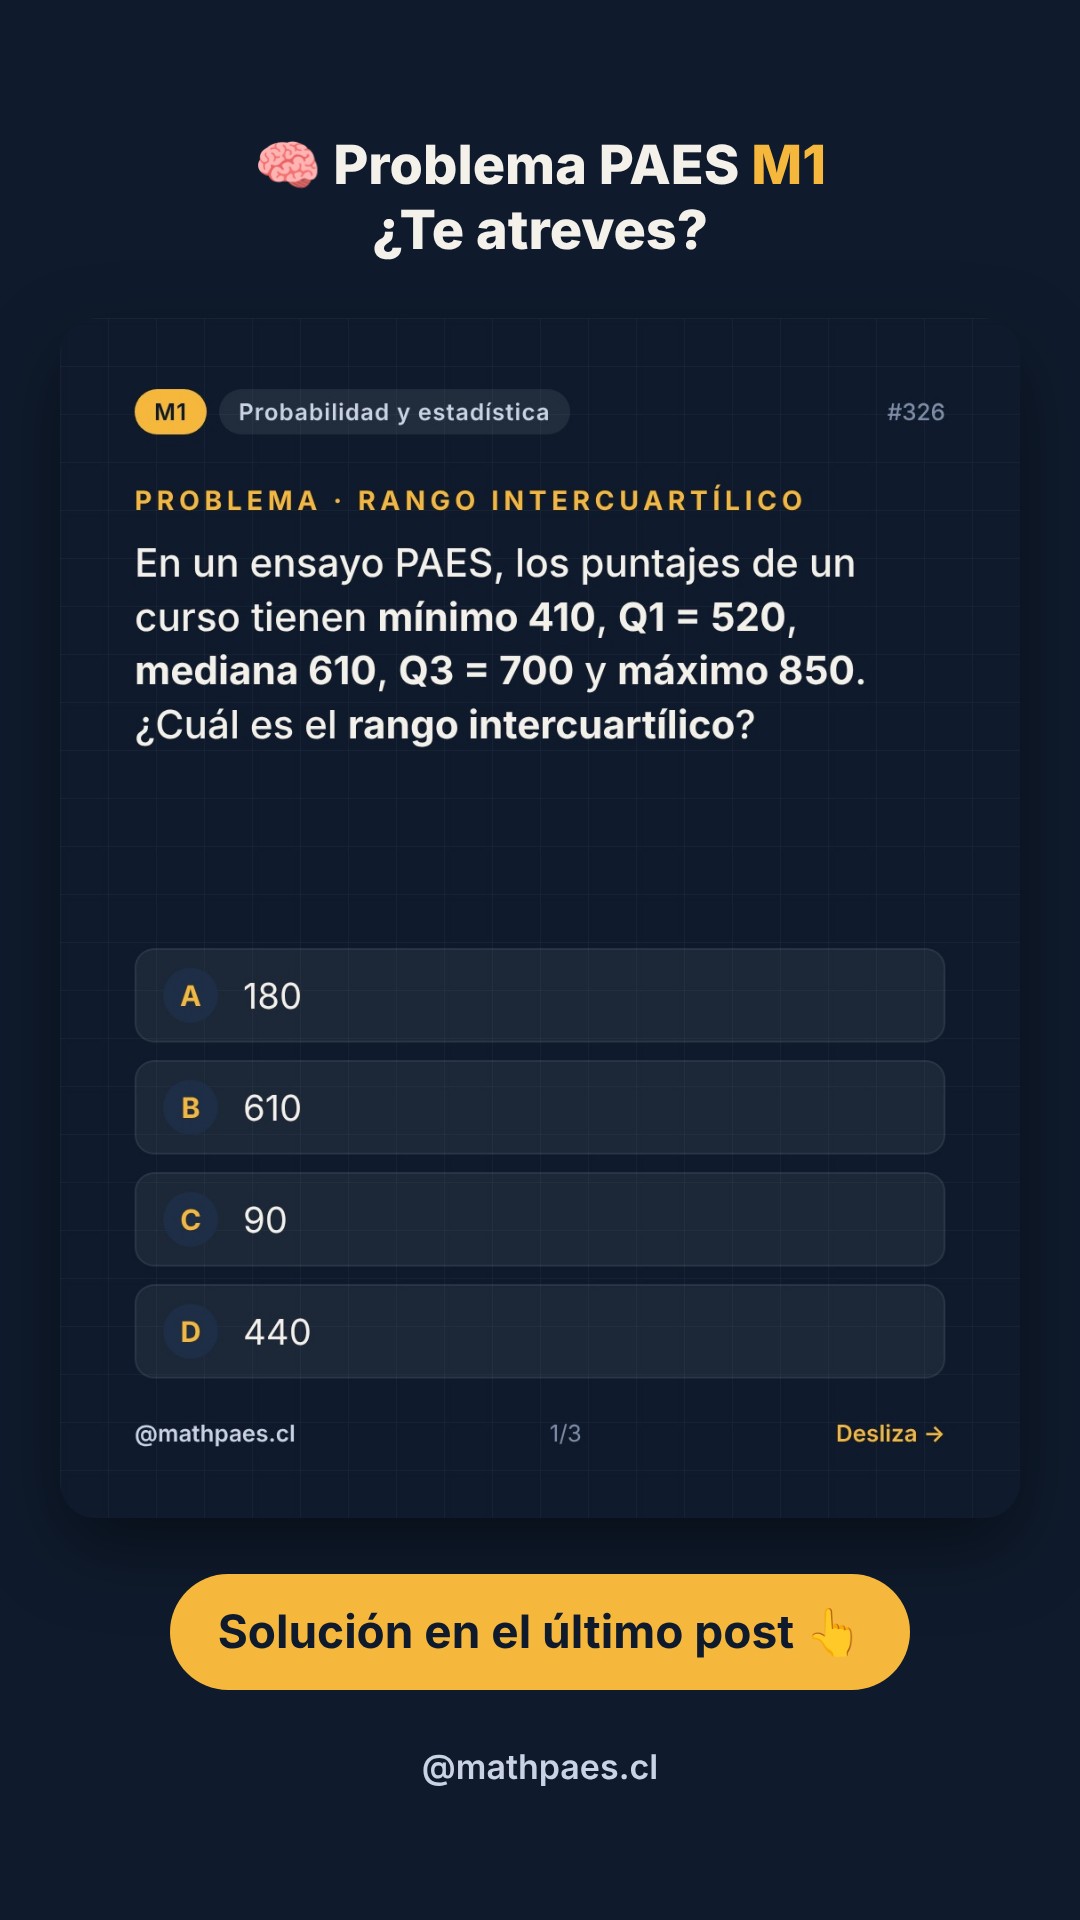 🧠 Problema PAES M1
¿Te atreves?
M1 Probabilidad y estadística #326
PROBLEMA · RANGO INTERCUARTÍLICO
En un ensayo PAES, los puntajes de un
curso tienen mínimo 410, Q1 = 520,
mediana 610, Q3 = 700 y máximo 850.
¿Cuál es el rango intercuartílico?
A 180
B 610
C 90
D 440
@mathpaes.cl 1/3 Desliza →
Solución en el último post 👆
@mathpaes.cl